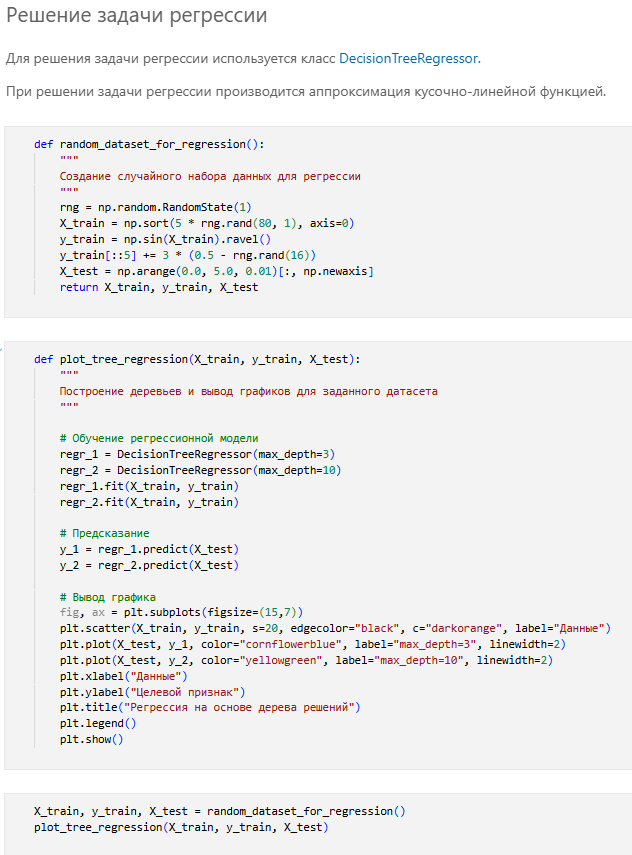 Решение задачи регрессии
Для решения задачи регрессии используется класс DecisionTreeRegressor.
При решении задачи регрессии производится аппроксимация кусочно-линейной функцией.
def random_dataset_for_regression():
    """
    Создание случайного набора данных для регрессии
    """
    rng = np.random.RandomState(1)
    X_train = np.sort(5 * rng.rand(80, 1), axis=0)
    y_train = np.sin(X_train).ravel()
    y_train[::5] += 3 * (0.5 - rng.rand(16))
    X_test = np.arange(0.0, 5.0, 0.01)[:, np.newaxis]
    return X_train, y_train, X_test
def plot_tree_regression(X_train, y_train, X_test):
    """
    Построение деревьев и вывод графиков для заданного датасета
    """
    # Обучение регрессионной модели
    regr_1 = DecisionTreeRegressor(max_depth=3)
    regr_2 = DecisionTreeRegressor(max_depth=10)
    regr_1.fit(X_train, y_train)
    regr_2.fit(X_train, y_train)
    # Предсказание
    y_1 = regr_1.predict(X_test)
    y_2 = regr_2.predict(X_test)
    # Вывод графика
    fig, ax = plt.subplots(figsize=(15,7))
    plt.scatter(X_train, y_train, s=20, edgecolor="black", c="darkorange", label="Данные")
    plt.plot(X_test, y_1, color="cornflowerblue", label="max_depth=3", linewidth=2)
    plt.plot(X_test, y_2, color="yellowgreen", label="max_depth=10", linewidth=2)
    plt.xlabel("Данные")
    plt.ylabel("Целевой признак")
    plt.title("Регрессия на основе дерева решений")
    plt.legend()
    plt.show()
X_train, y_train, X_test = random_dataset_for_regression()
plot_tree_regression(X_train, y_train, X_test)